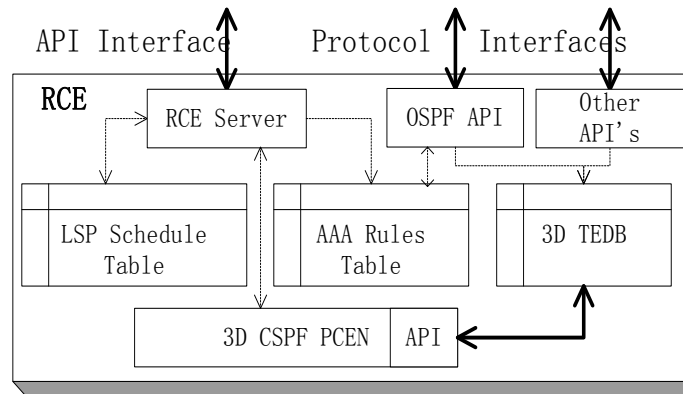 API Interface
Protocol Interfaces
RCE
RCE Server
OSPF API
Other
API's
LSP Schedule
Table
AAA Rules
Table
3D TEDB
3D CSPF PCEN
API